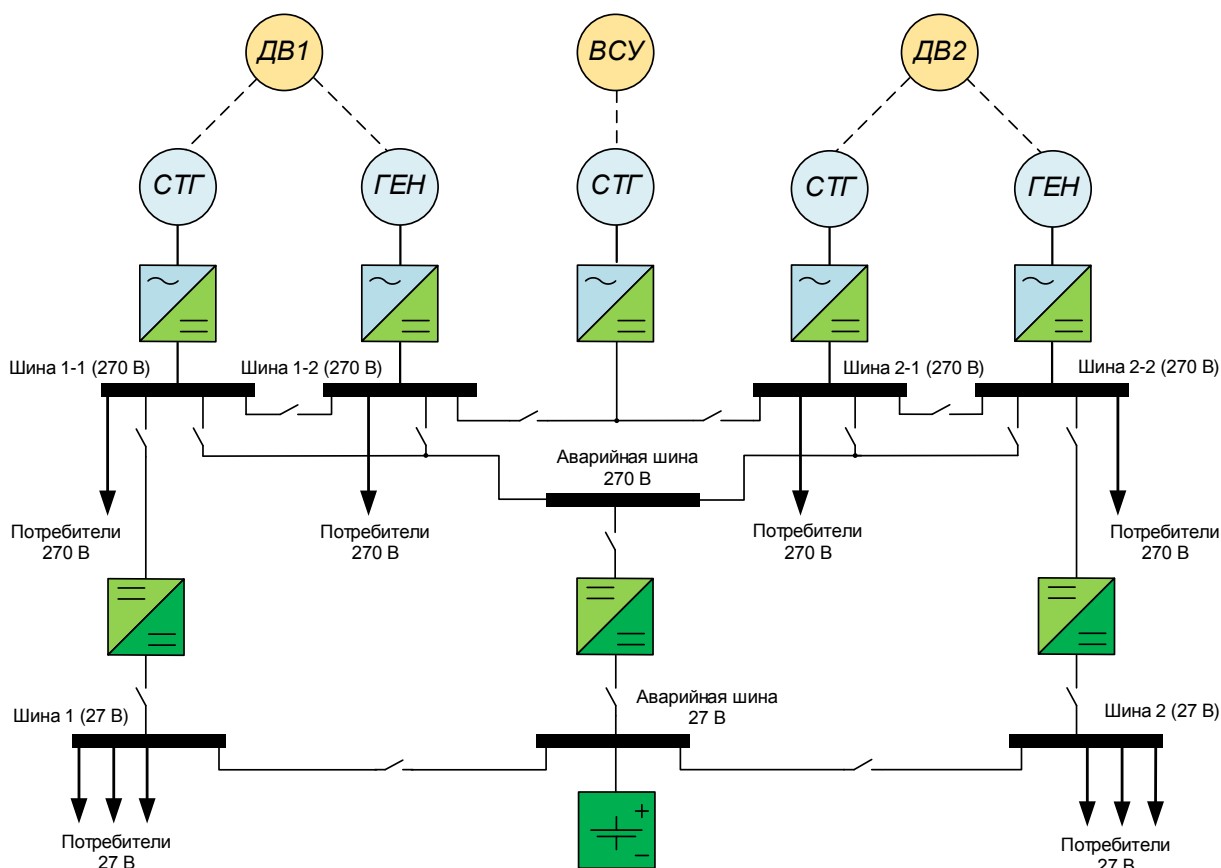 ДВ1
ВСУ
ДВ2
СТГ
ГЕН
СТГ
СТГ
ГЕН
Шина 1-1 (270 В)
Шина 1-2 (270 В)
Шина 2-1 (270 В)
Шина 2-2 (270 В)
Аварийная шина
270 В
Потребители
270 В
Потребители
270 В
Потребители
270 В
Потребители
270 В
Шина 1 (27 В)
Аварийная шина
27 В
Шина 2 (27 В)
+
−
Потребители
27 В
Потребители
27 В